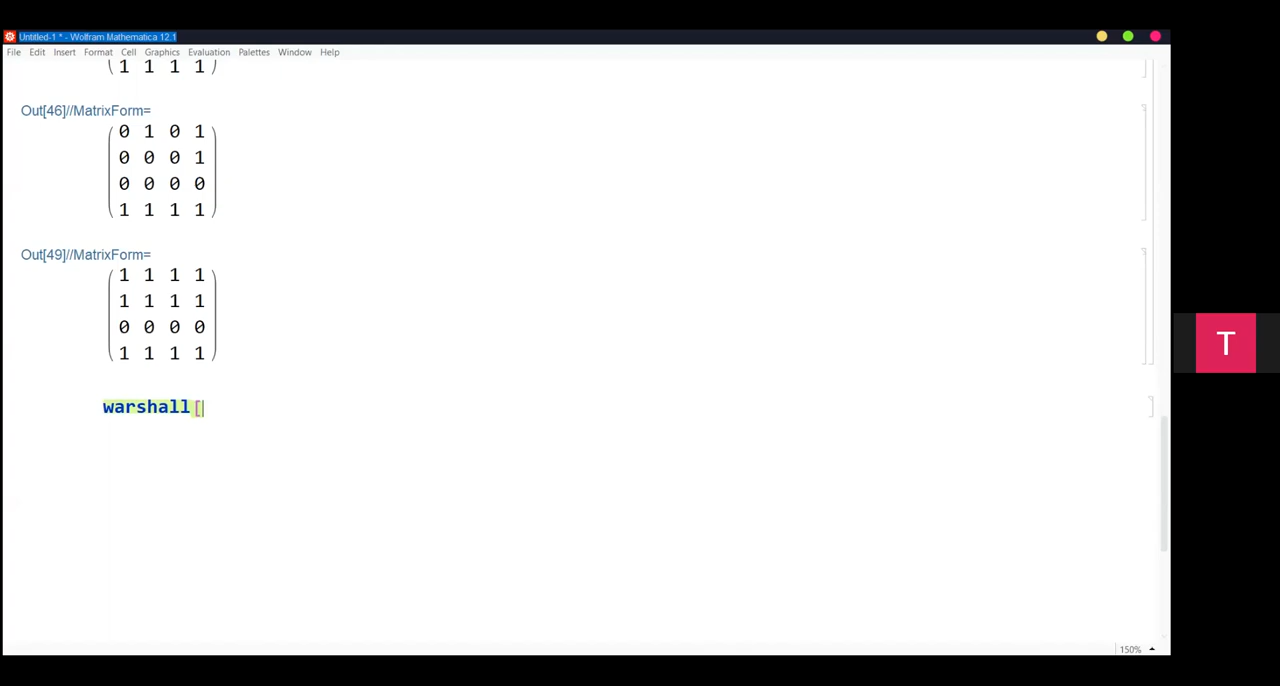 Untitled-1 * - Wolfram Mathematica 12.1
File Edit Insert Format Cell Graphics Evaluation Palettes Window Help
1 1 1 1
Out[46]//MatrixForm=
0 1 0 1
0 0 0 1
0 0 0 0
1 1 1 1
Out[49]//MatrixForm=
1 1 1 1
1 1 1 1
0 0 0 0
1 1 1 1
warshall[
T
150%